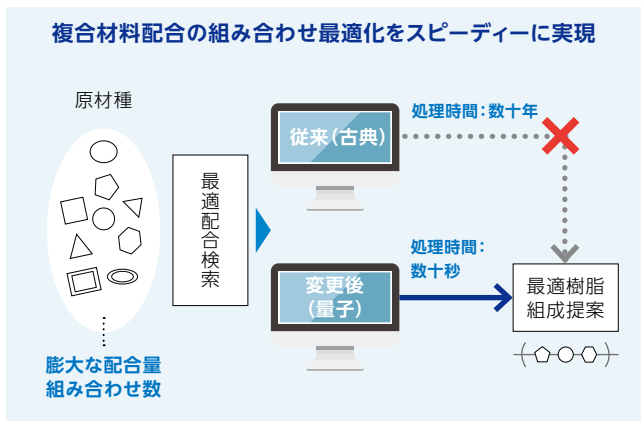 複合材料配合の組み合わせ最適化をスピーディーに実現
原材種
膨大な配合量
組み合わせ数
最適配合検索
従来(古典)
処理時間:数十年
変更後
(量子)
処理時間:
数十秒
最適樹脂
組成提案